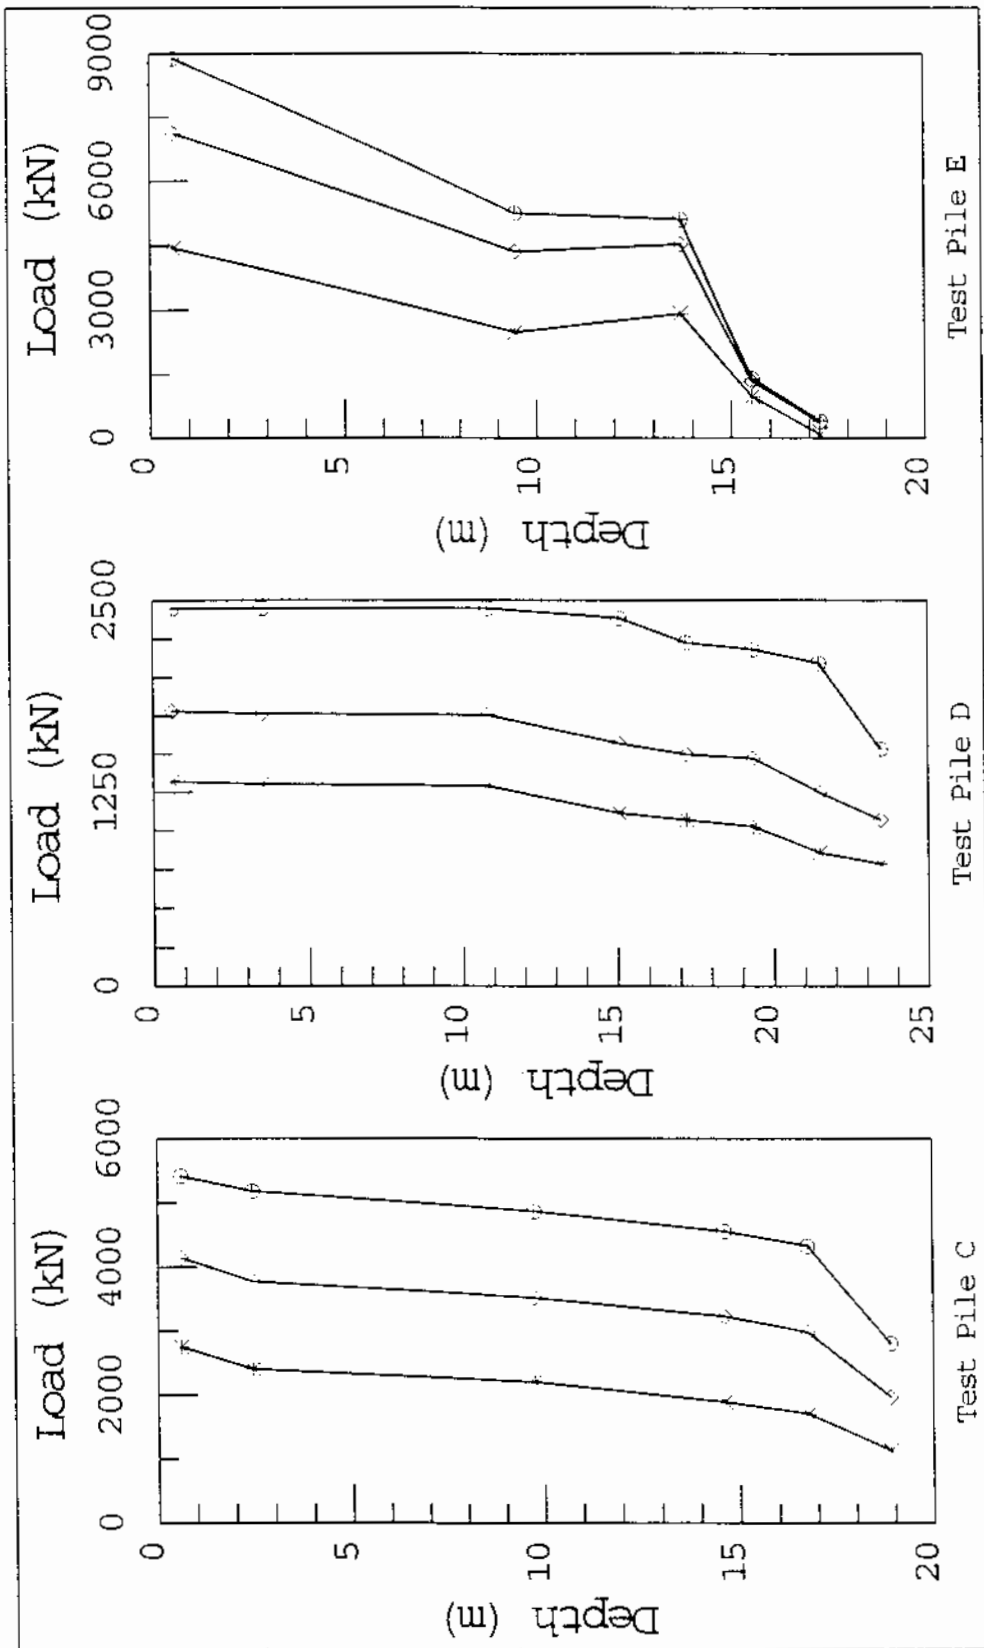 Load (kN)
0 2000 4000 6000
Depth (m)
0
5
10
15
20
Test Pile C
Load (kN)
0 1250 2500
Depth (m)
0
5
10
15
20
25
Test Pile D
Load (kN)
0 3000 6000 9000
Depth (m)
0
5
10
15
20
Test Pile E